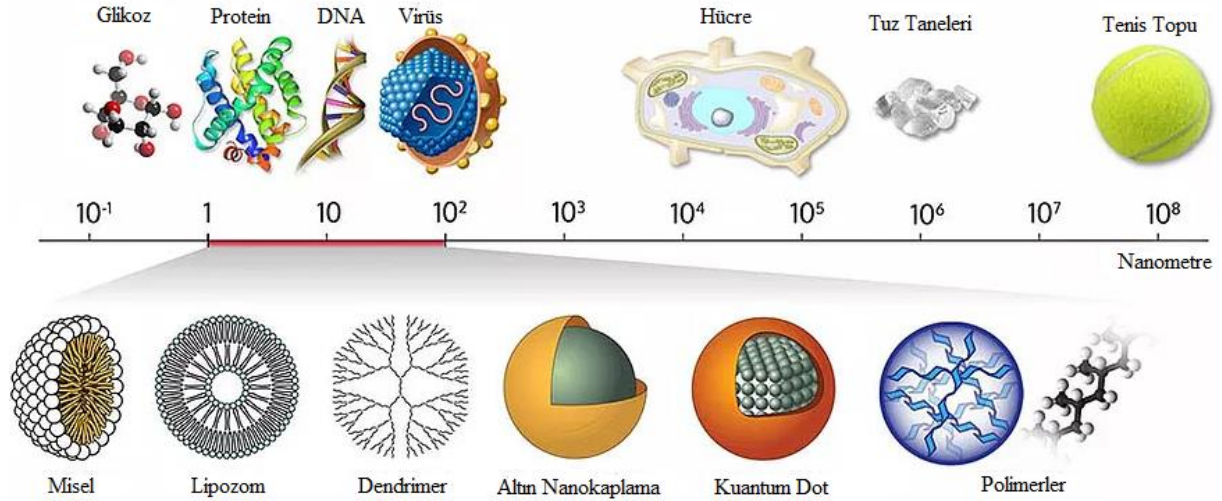 Glikoz Protein DNA Virüs Hücre Tuz Taneleri Tenis Topu
10⁻¹ 1 10 10² 10³ 10⁴ 10⁵ 10⁶ 10⁷ 10⁸
Nanometre
Misel Lipozom Dendrimer Altın Nanokaplama Kuantum Dot Polimerler